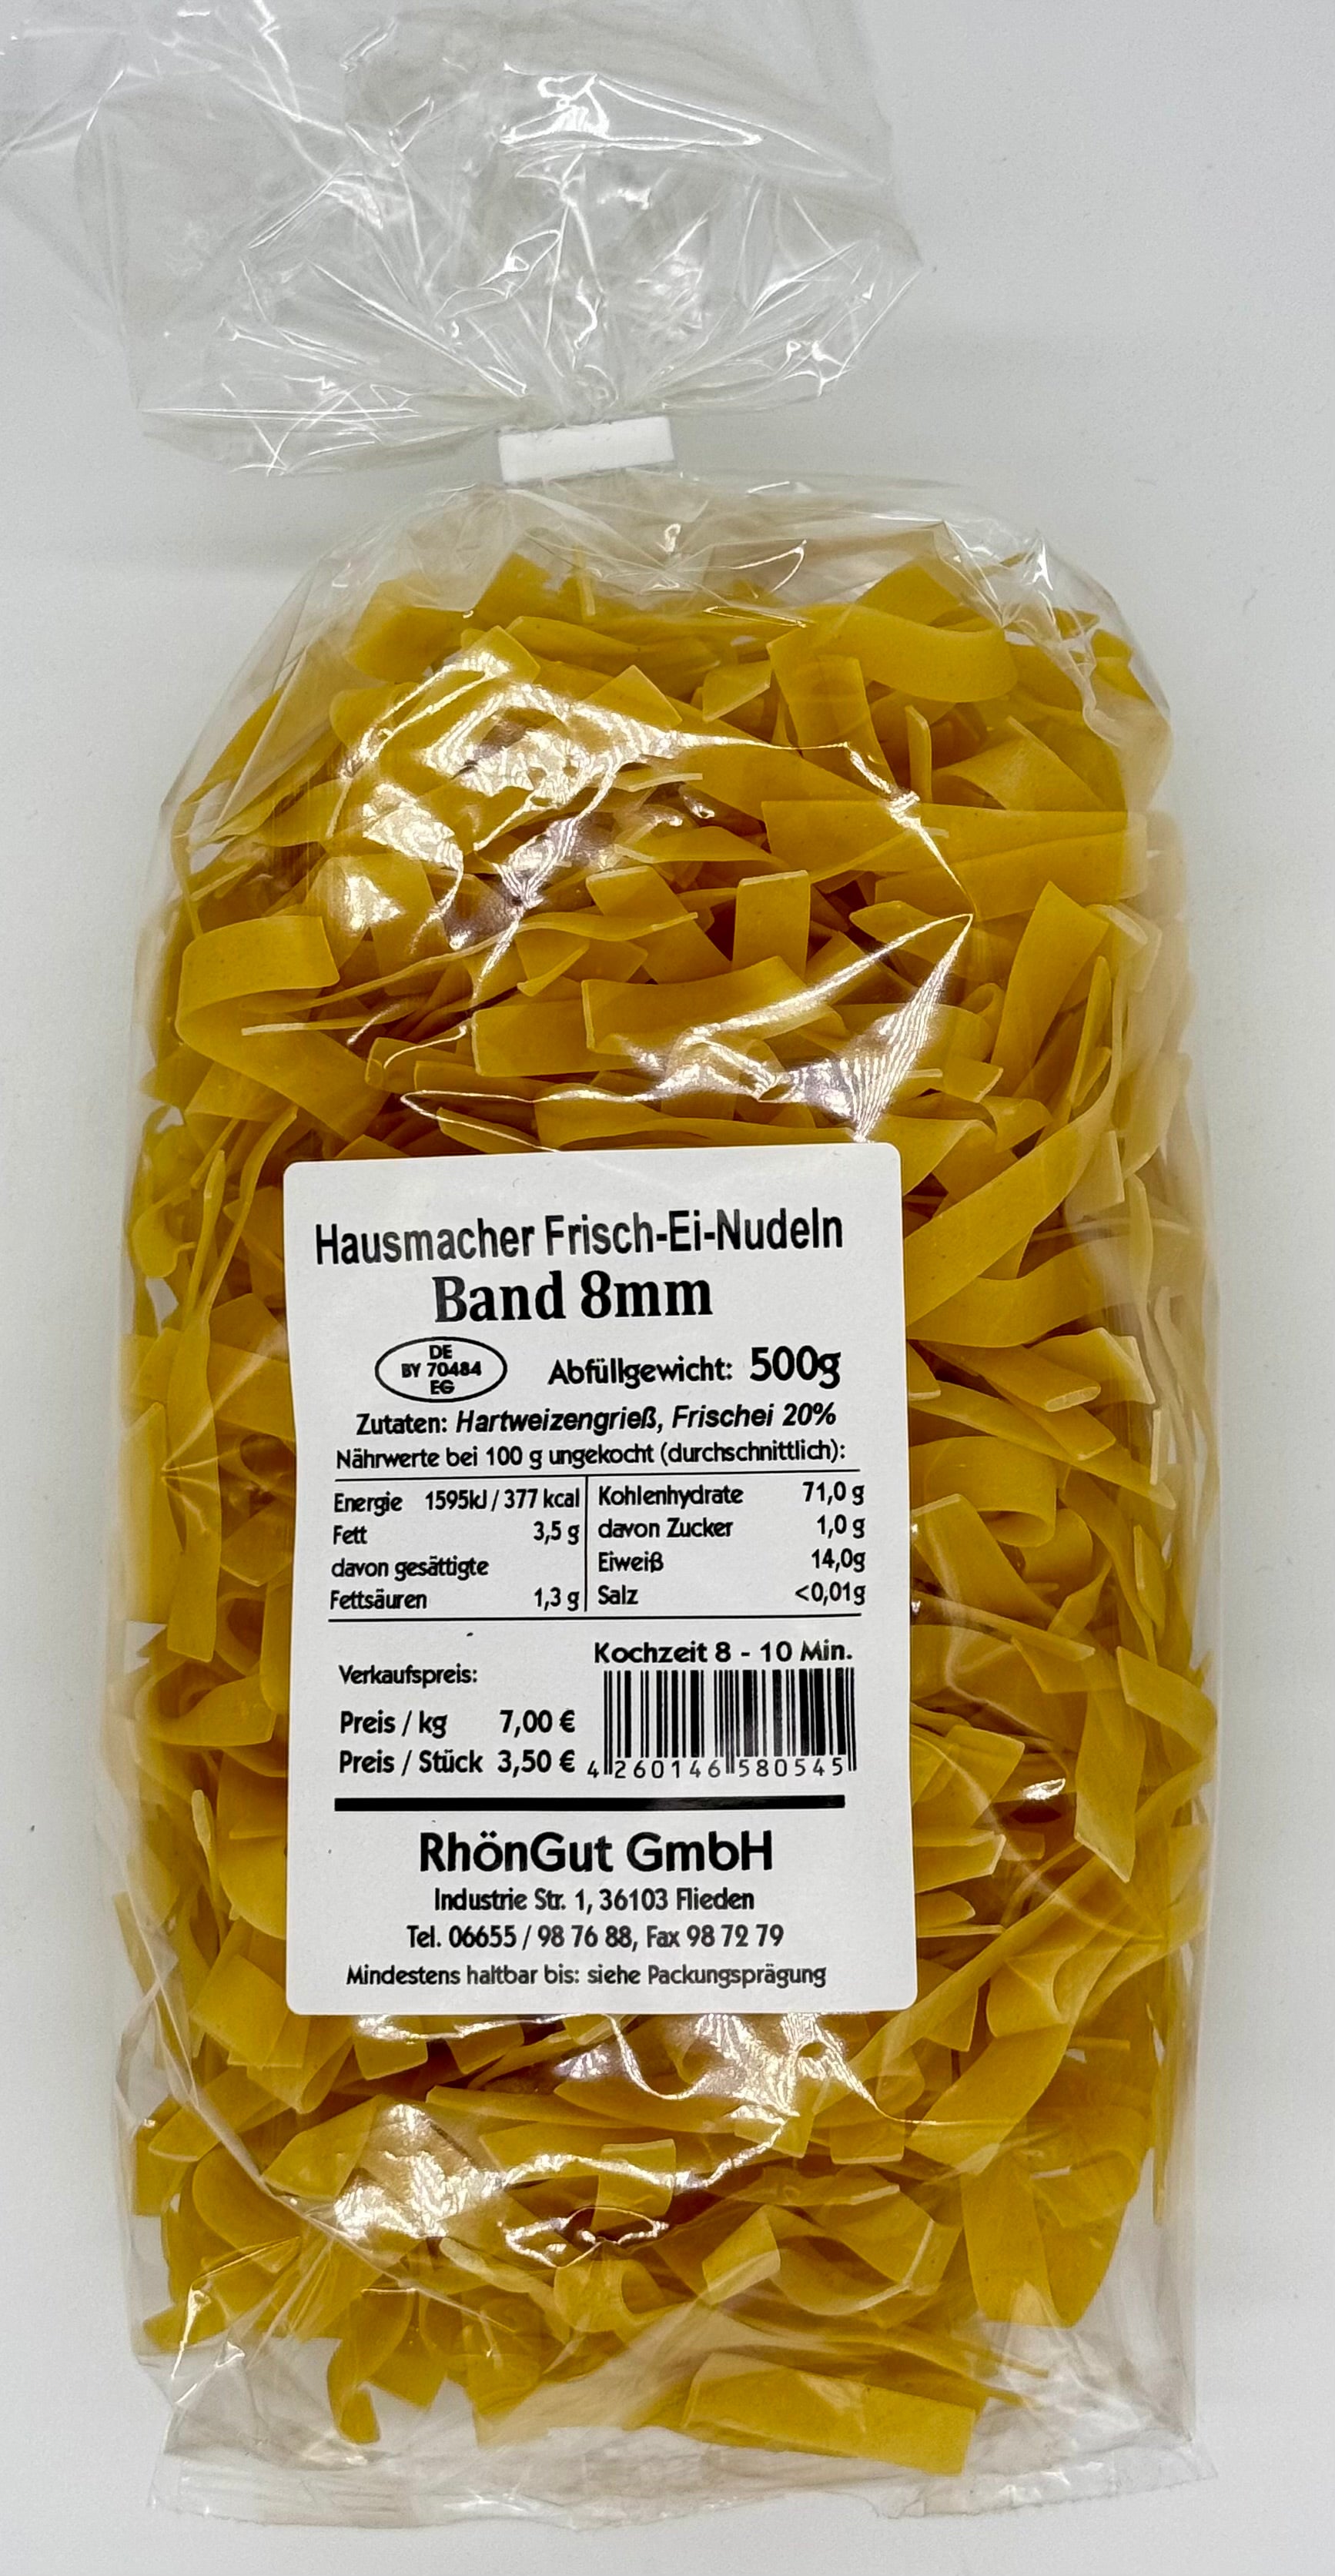 Hausmacher Frisch-Ei-Nudeln
Band 8mm
DE
BY 70484
EG
Abfüllgewicht: 500g
Zutaten: Hartweizengrieß, Frischei 20%
Nährwerte bei 100 g ungekocht (durchschnittlich):
Energie 1595kJ / 377 kcal
Fett 3,5 g
davon gesättigte
Fettsäuren 1,3 g
Kohlenhydrate 71,0 g
davon Zucker 1,0 g
Eiweiß 14,0g
Salz <0,01g
Kochzeit 8 - 10 Min.
Verkaufspreis:
Preis / kg 7,00 €
Preis / Stück 3,50 €
4 260146 580545
RhönGut GmbH
Industrie Str. 1, 36103 Flieden
Tel. 06655 / 98 76 88, Fax 98 72 79
Mindestens haltbar bis: siehe Packungsprägung